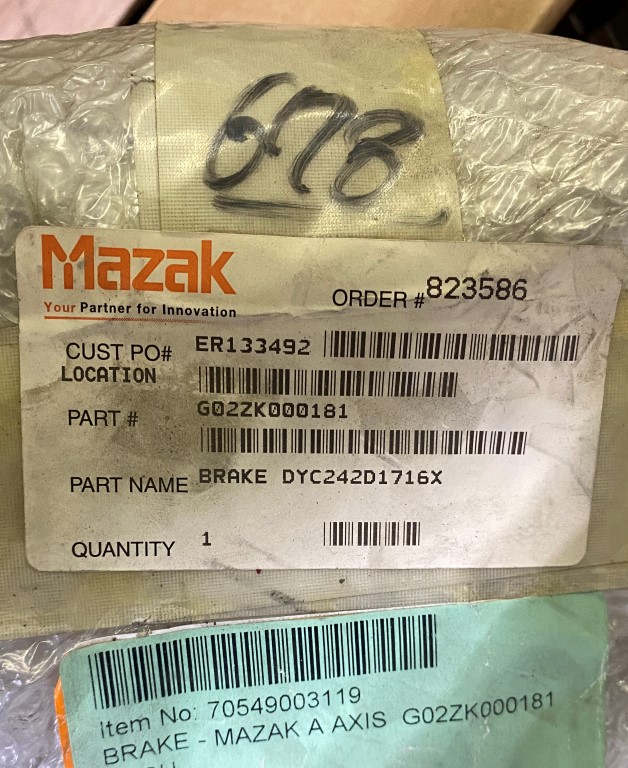 678
Mazak
Your Partner for Innovation
ORDER # 823586
CUST PO# ER133492
LOCATION
PART # G02ZK000181
PART NAME BRAKE DYC242D1716X
QUANTITY 1
Item No: 70549003119
BRAKE - MAZAK A AXIS G02ZK000181